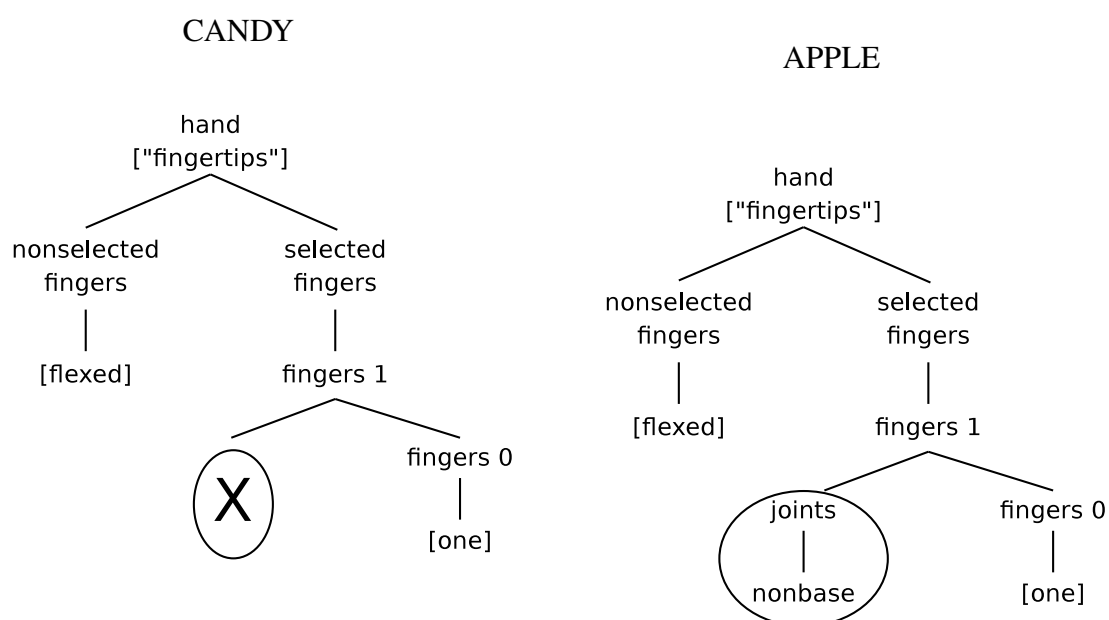 CANDY
hand
["fingertips"]
nonselected
fingers
selected
fingers
[flexed]
fingers 1
X
fingers 0
[one]
APPLE
hand
["fingertips"]
nonselected
fingers
selected
fingers
[flexed]
fingers 1
joints
fingers 0
nonbase
[one]